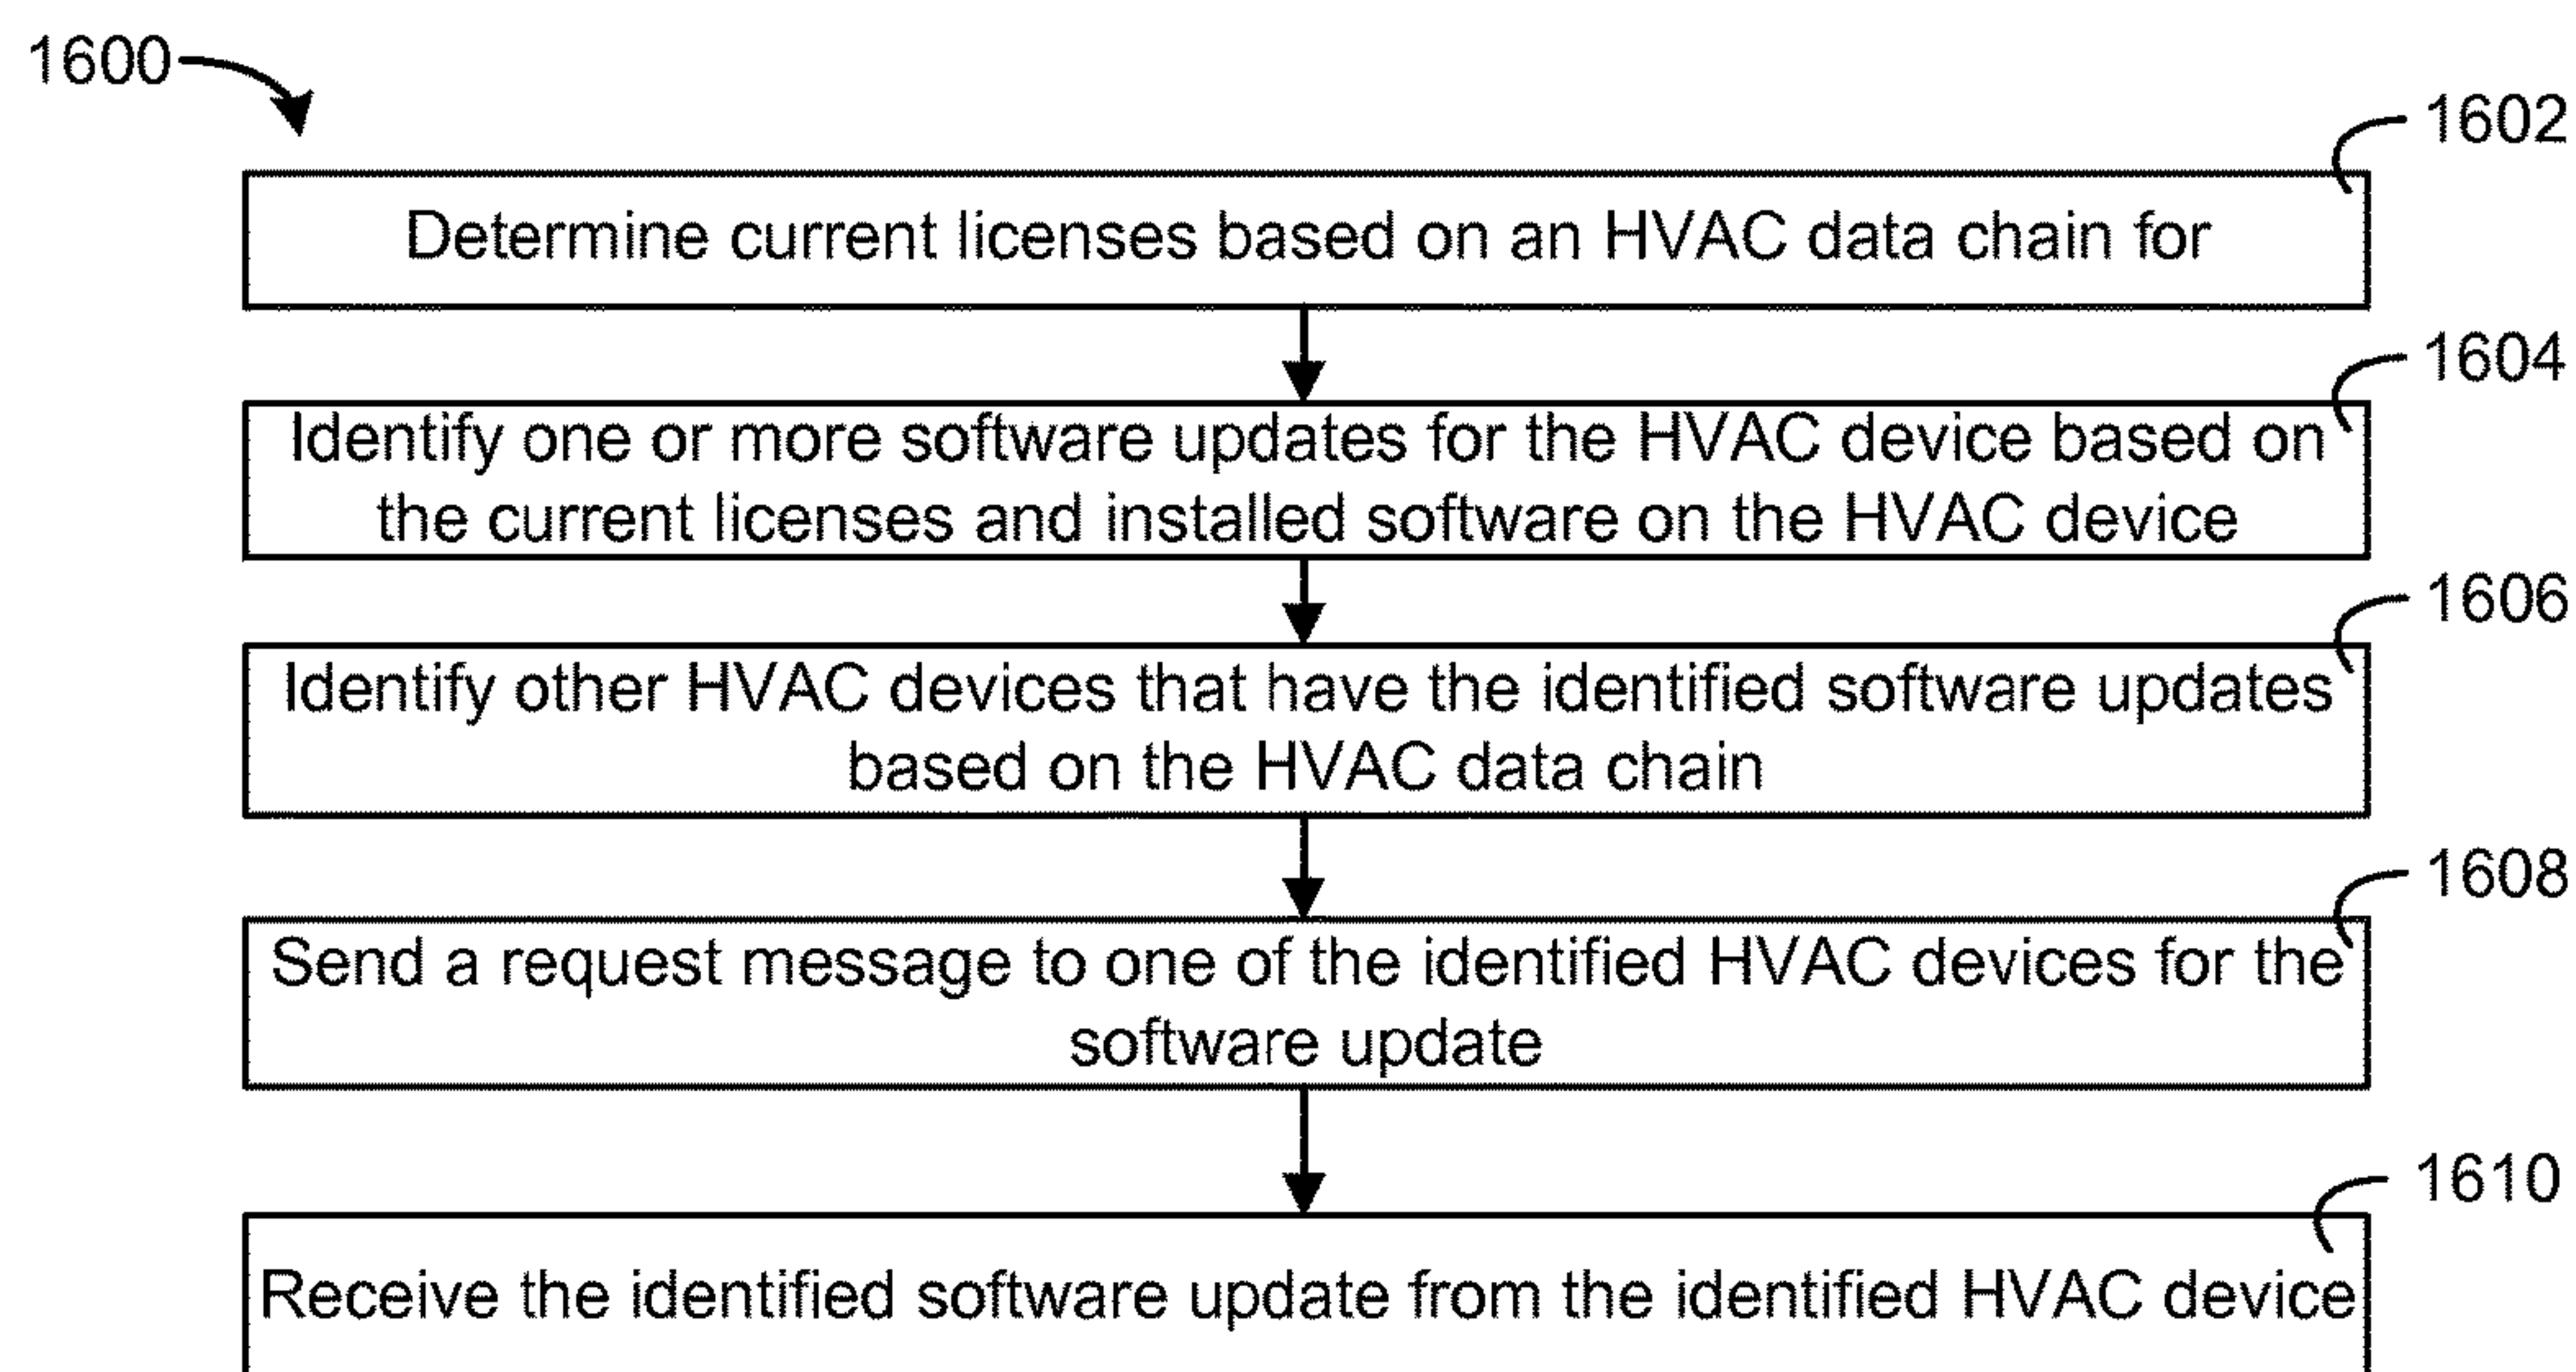 1600
1602
Determine current licenses based on an HVAC data chain for
1604
Identify one or more software updates for the HVAC device based on
the current licenses and installed software on the HVAC device
1606
Identify other HVAC devices that have the identified software updates
based on the HVAC data chain
1608
Send a request message to one of the identified HVAC devices for the
software update
1610
Receive the identified software update from the identified HVAC device